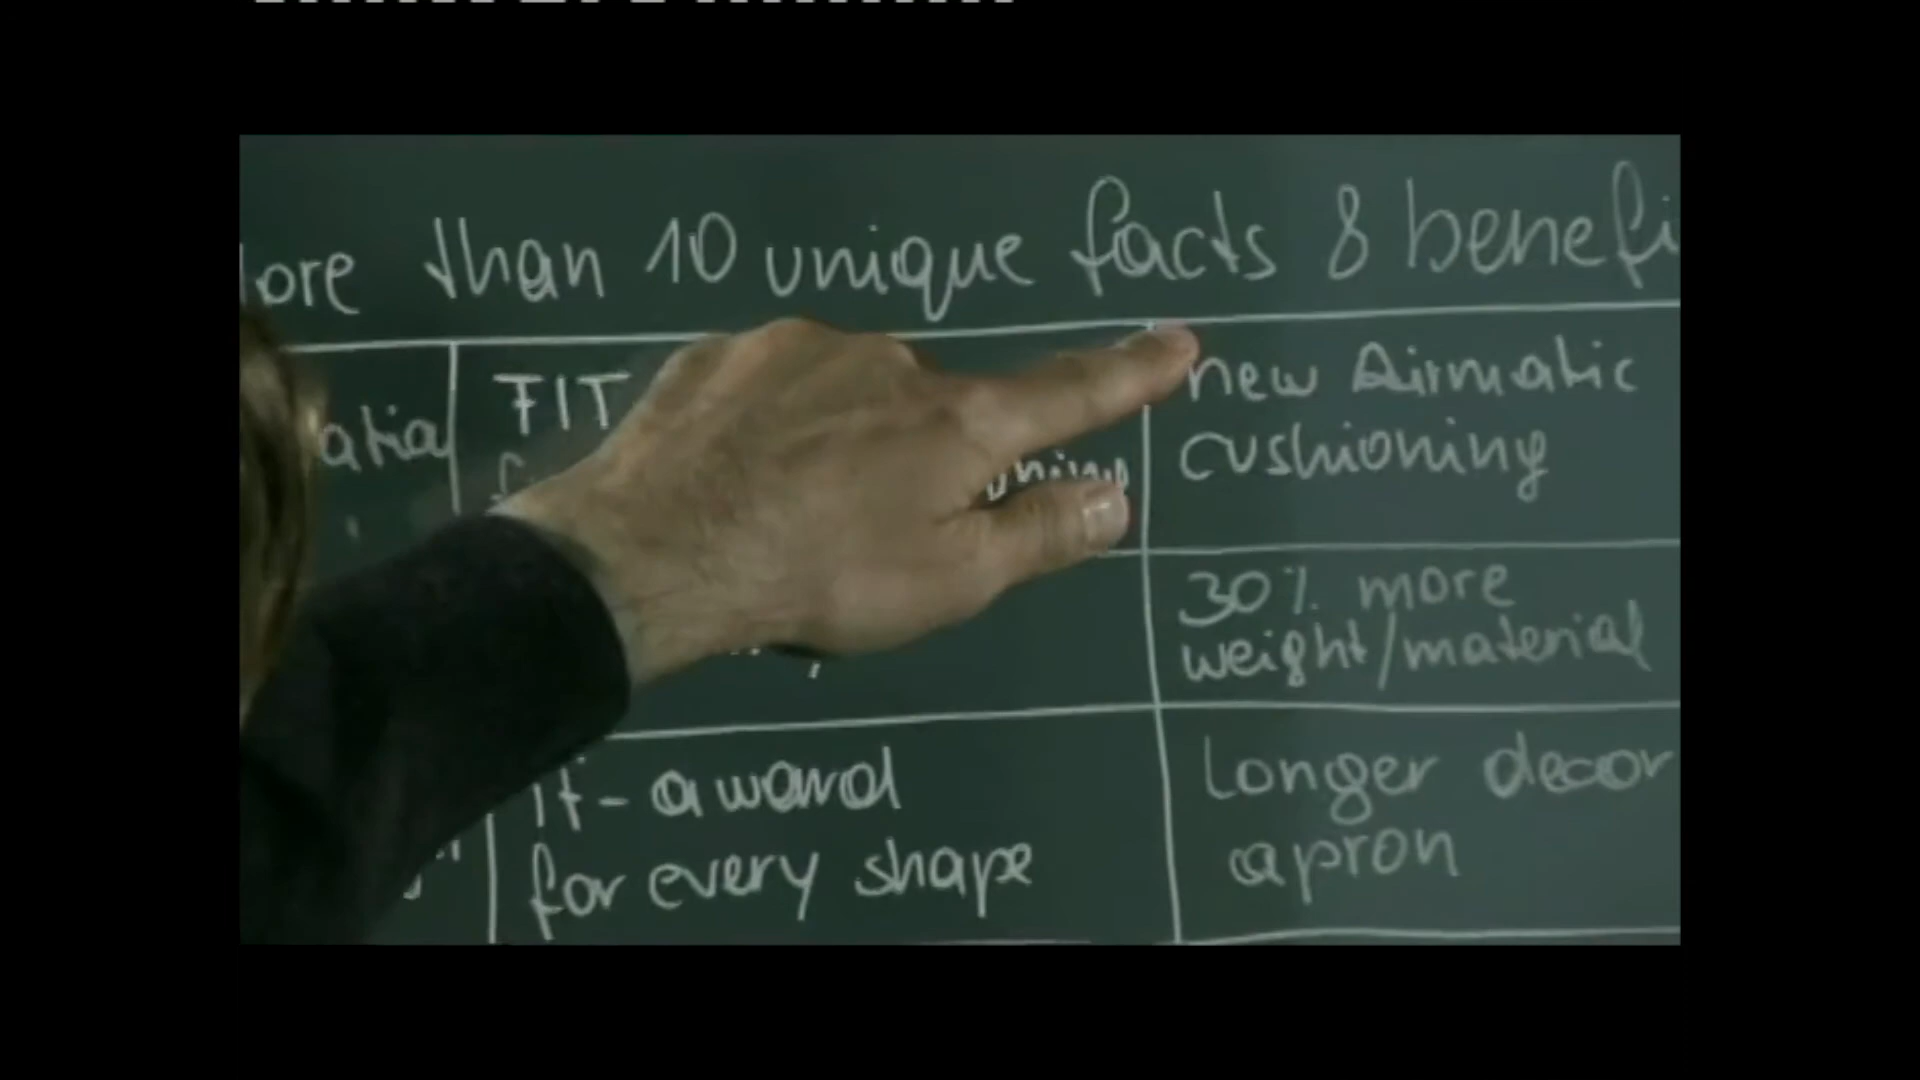 than 10 unique facts & benefi
FIT
new Airmatic
cushioning
30% more
weight/material
if-award
for every shape
longer decor
apron